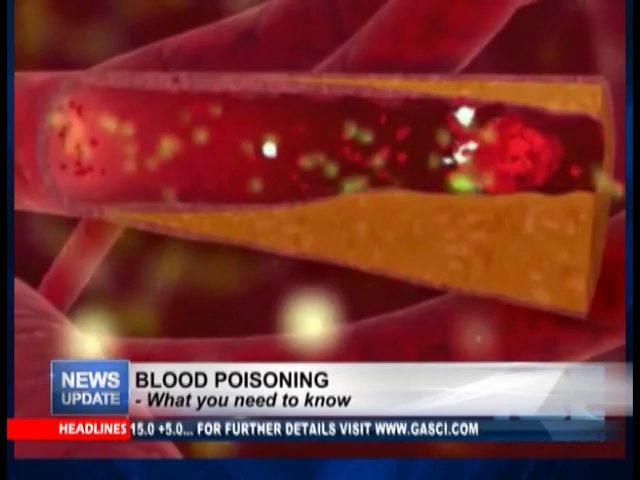 NEWS
UPDATE
BLOOD POISONING
- What you need to know
HEADLINES
15.0 +5.0... FOR FURTHER DETAILS VISIT WWW.GASCI.COM